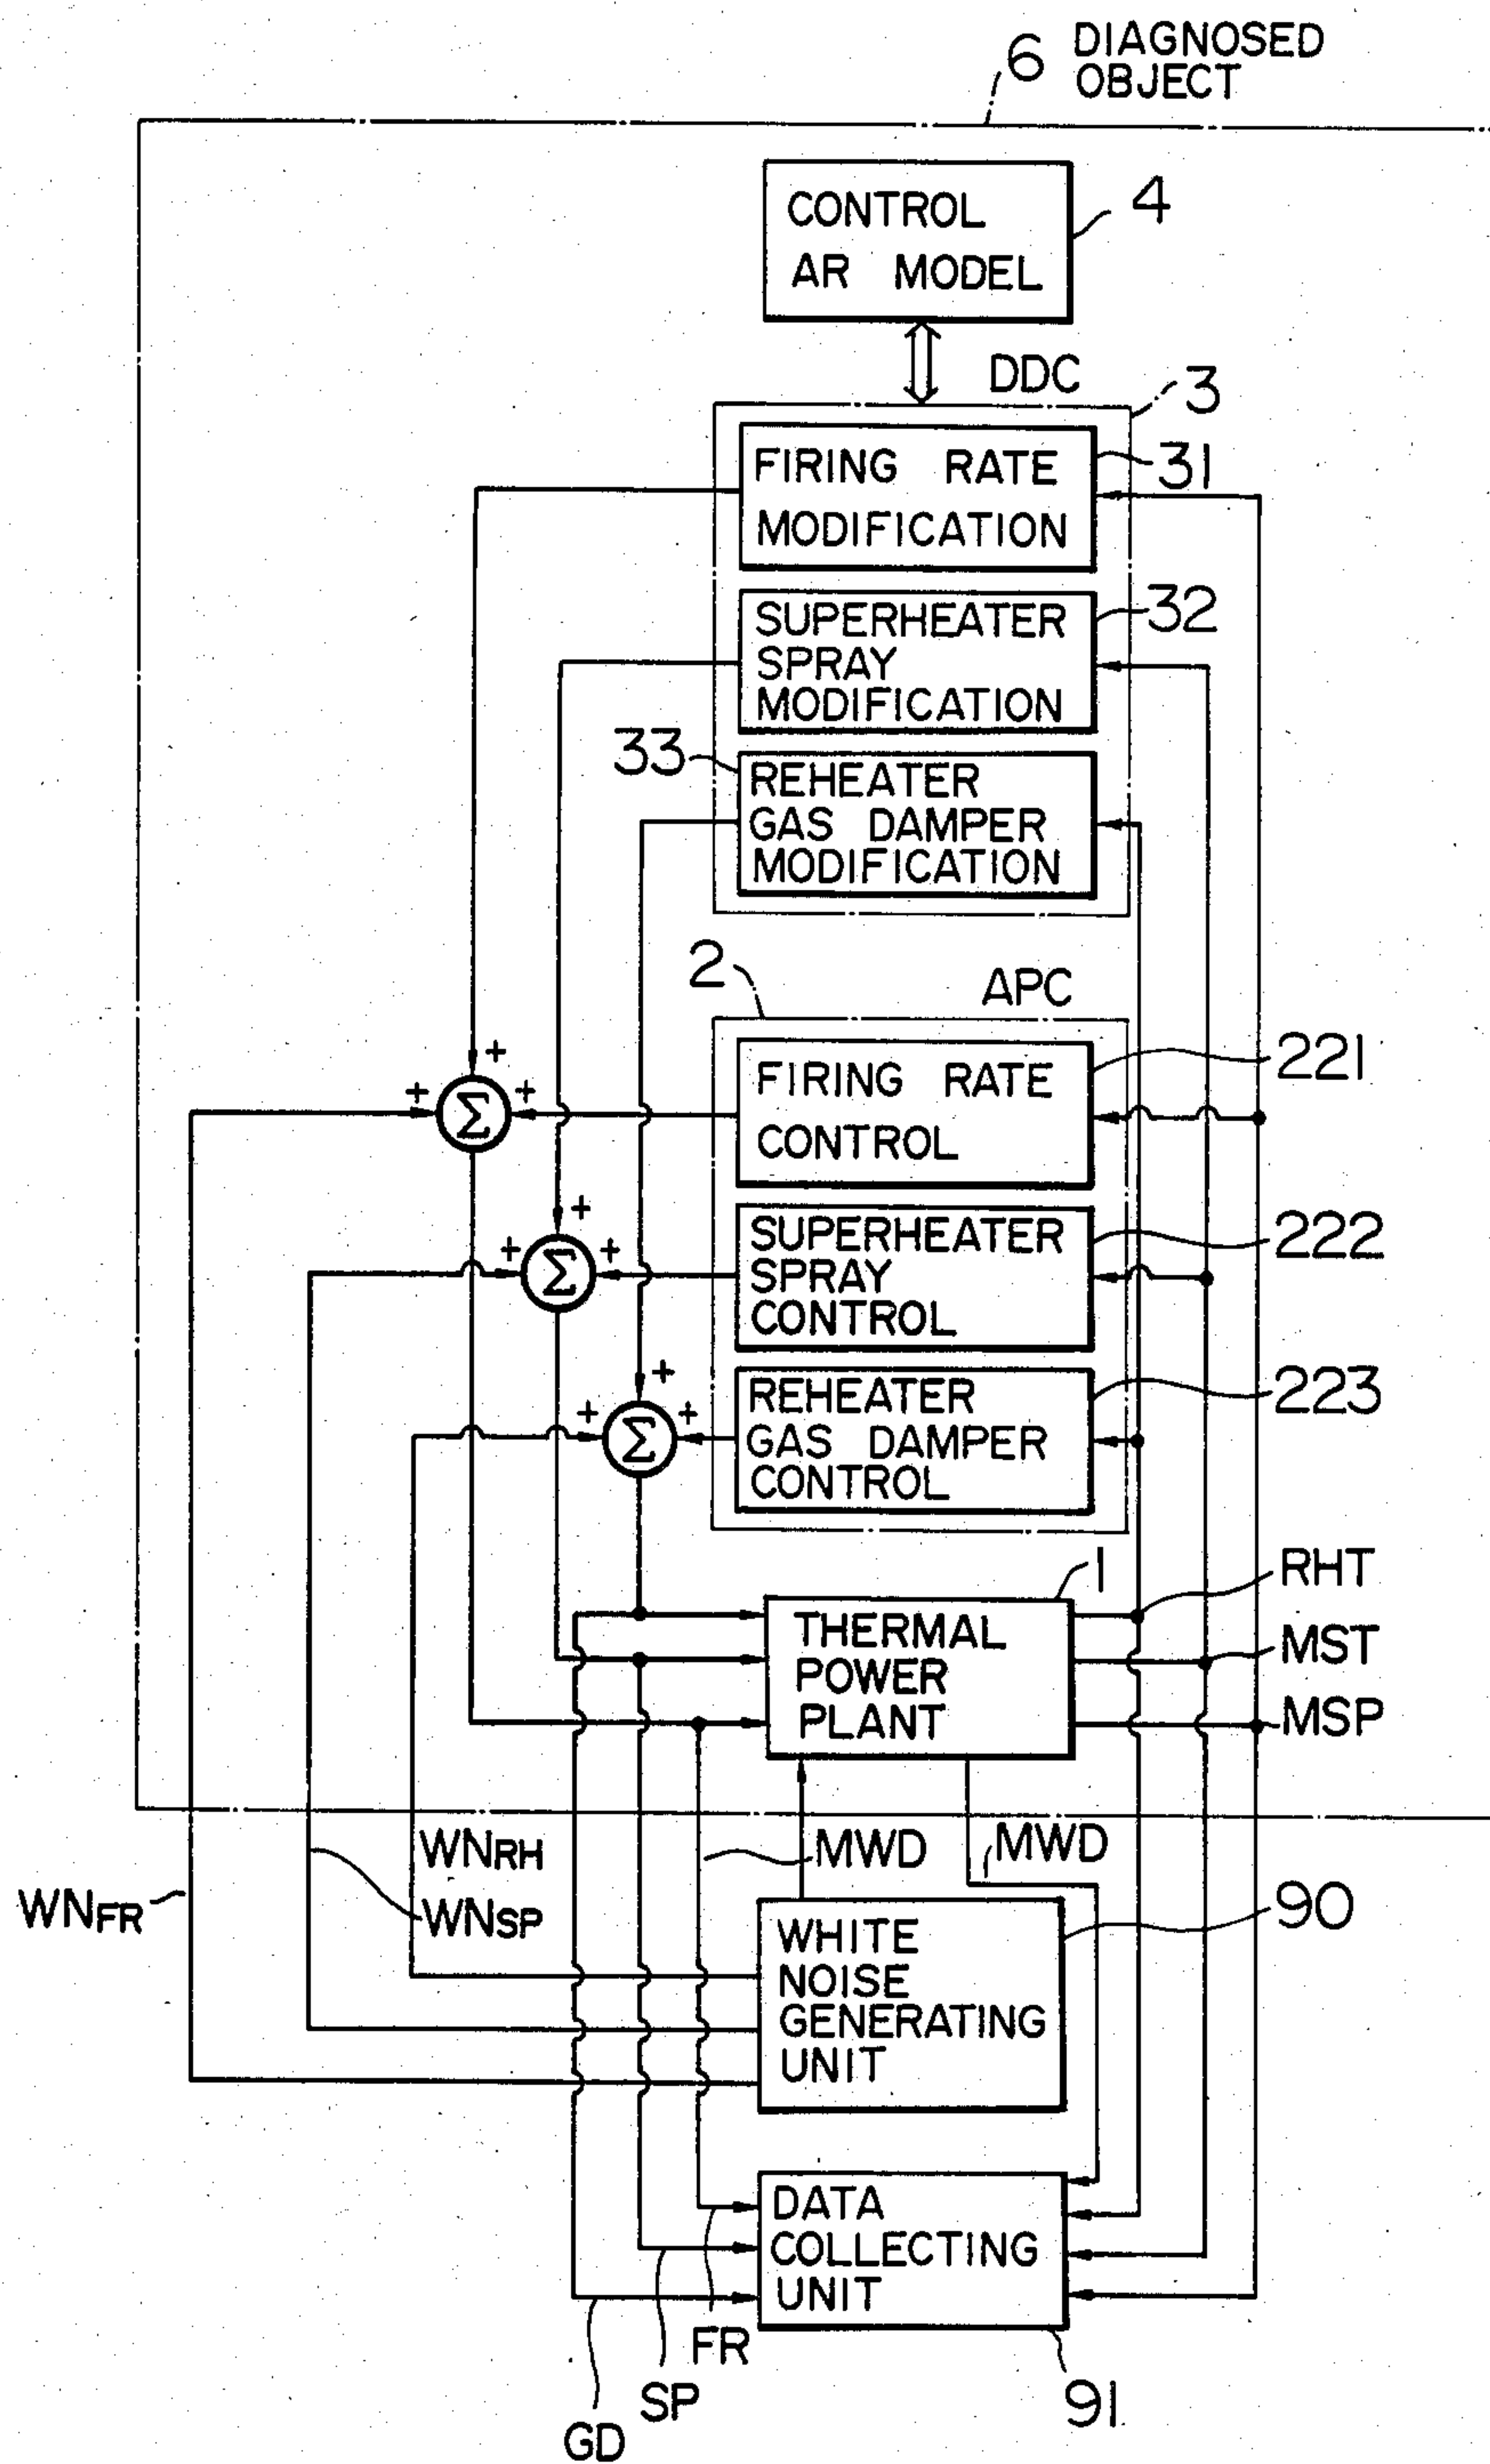 6 DIAGNOSED
OBJECT
CONTROL
AR MODEL
4
DDC
3
FIRING RATE
MODIFICATION
31
SUPERHEATER
SPRAY
MODIFICATION
32
33
REHEATER
GAS DAMPER
MODIFICATION
2
APC
FIRING RATE
CONTROL
221
+
+
+
Σ
SUPERHEATER
SPRAY
CONTROL
222
+
+
+
Σ
REHEATER
GAS DAMPER
CONTROL
223
+
+
+
Σ
1
THERMAL
POWER
PLANT
RHT
MST
MSP
WNRH
MWD
MWD
WNFR
WNSP
90
WHITE
NOISE
GENERATING
UNIT
DATA
COLLECTING
UNIT
FR
SP
GD
91